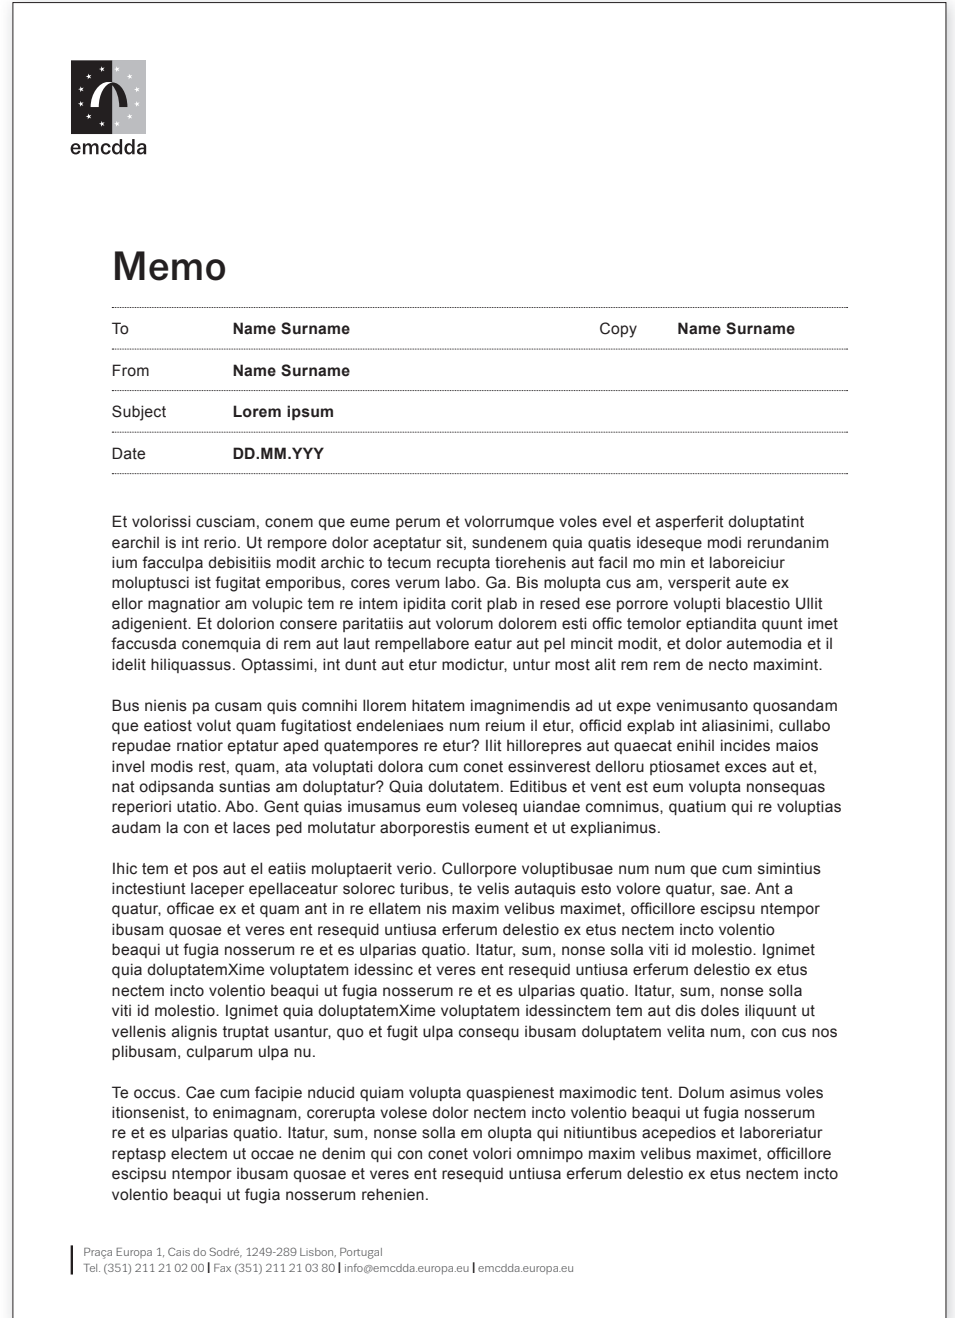 emcdda
Memo
To Name Surname Copy Name Surname
From Name Surname
Subject Lorem ipsum
Date DD.MM.YYY
Et volorissi cusciam, conem que eume perum et volorrumque voles evel et asperferit doluptatint
earchil is int rerio. Ut rempore dolor aceptatur sit, sundenem quia quatis ideseque modi rerundanim
ium facculpa debisitiis modit archic to tecum recupta tiorehenis aut facil mo min et laboreiciur
moluptusci ist fugitat emporibus, cores verum labo. Ga. Bis molupta cus am, versperit aute ex
ellor magnatior am volupic tem re intem ipidita corit plab in resed ese porrore volupti blacestio Ullit
adigenient. Et dolorion consere paritatiis aut volorum dolorem esti offic temolor eptiandita quunt imet
faccusda conemquia di rem aut laut rempellabore eatur aut pel mincit modit, et dolor autemodia et il
idelit hiliquassus. Optassimi, int dunt aut etur modictur, untur most alit rem rem de necto maximint.
Bus nienis pa cusam quis comnihi llorem hitatem imagnimendis ad ut expe venimusanto quosandam
que eatiost volut quam fugitatiost endeleniaes num reium il etur, officid explab int aliasinimi, cullabo
repudae rnatior eptatur aped quatempores re etur? Ilit hillorepres aut quaecat enihil incides maios
invel modis rest, quam, ata voluptati dolora cum conet essinverest delloru ptiosamet exces aut et,
nat odipsanda suntias am doluptatur? Quia dolutatem. Editibus et vent est eum volupta nonsequas
reperiori utatio. Abo. Gent quias imusamus eum voleseq uiandae comnimus, quatium qui re voluptias
audam la con et laces ped molutatur aborporestis eument et ut explianimus.
Ihic tem et pos aut el eatiis moluptaerit verio. Cullorpore voluptibusae num num que cum simintius
inctestiunt laceper epellaceatur solorec turibus, te velis autaquis esto volore quatur, sae. Ant a
quatur, officae ex et quam ant in re ellatem nis maxim velibus maximet, officillore escipsu ntempor
ibusam quosae et veres ent resequid untiusa erferum delestio ex etus nectem incto volentio
beaqui ut fugia nosserum re et es ulparias quatio. Itatur, sum, nonse solla viti id molestio. Ignimet
quia doluptatemXime voluptatem idessinc et veres ent resequid untiusa erferum delestio ex etus
nectem incto volentio beaqui ut fugia nosserum re et es ulparias quatio. Itatur, sum, nonse solla
viti id molestio. Ignimet quia doluptatemXime voluptatem idessinctem tem aut dis doles iliquunt ut
vellenis alignis truptat usantur, quo et fugit ulpa consequ ibusam doluptatem velita num, con cus nos
plibusam, culparum ulpa nu.
Te occus. Cae cum facipie nducid quiam volupta quaspienest maximodic tent. Dolum asimus voles
itionsenist, to enimagnam, corerupta volese dolor nectem incto volentio beaqui ut fugia nosserum
re et es ulparias quatio. Itatur, sum, nonse solla em olupta qui nitiuntibus acepedios et laboreriatur
reptasp electem ut occae ne denim qui con conet volori omnimpo maxim velibus maximet, officillore
escipsu ntempor ibusam quosae et veres ent resequid untiusa erferum delestio ex etus nectem incto
volentio beaqui ut fugia nosserum rehenien.
Praça Europa 1, Cais do Sodré, 1249-289 Lisbon, Portugal
Tel. (351) 211 21 02 00 | Fax (351) 211 21 03 80 | info@emcdda.europa.eu | emcdda.europa.eu